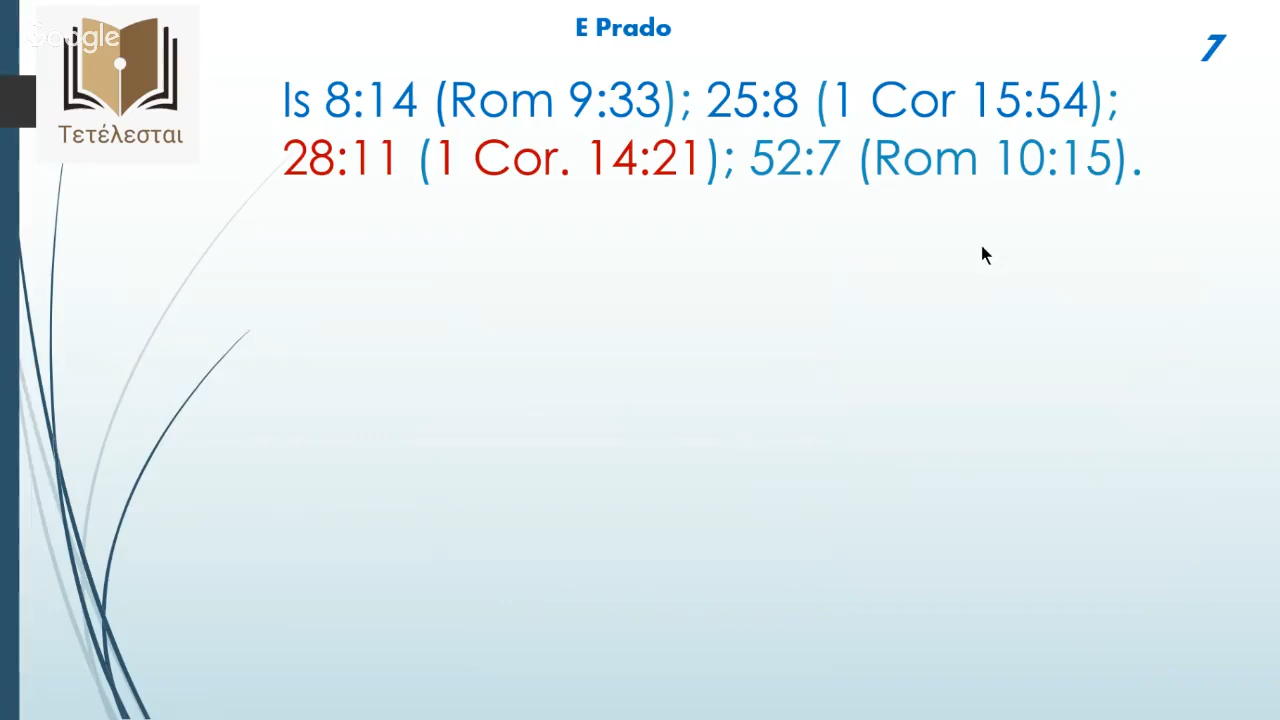 E Prado
7
Google
Τετέλεσται
Is 8:14 (Rom 9:33); 25:8 (1 Cor 15:54);
28:11 (1 Cor. 14:21); 52:7 (Rom 10:15).